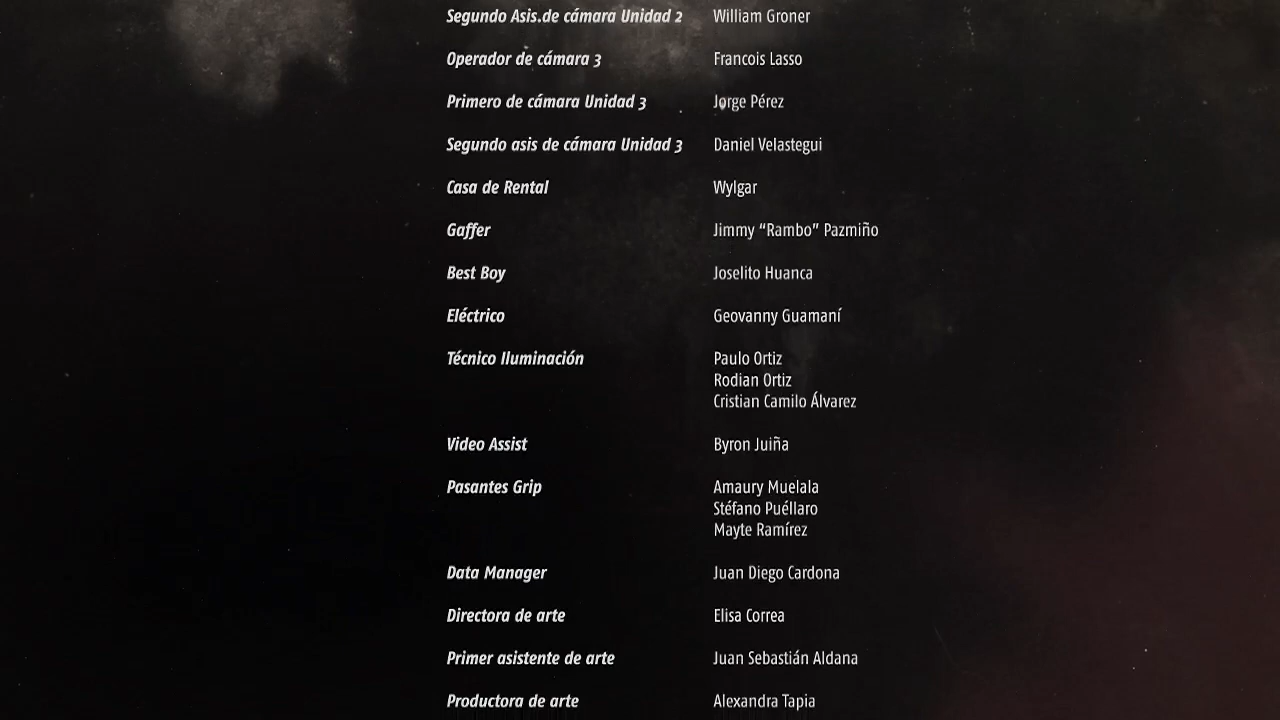 Segundo Asis.de cámara Unidad 2 William Groner
Operador de cámara 3 Francois Lasso
Primero de cámara Unidad 3 Jorge Pérez
Segundo asis de cámara Unidad 3 Daniel Velastegui
Casa de Rental Wylgar
Gaffer Jimmy “Rambo” Pazmiño
Best Boy Joselito Huanca
Eléctrico Geovanny Guamaní
Técnico Iluminación Paulo Ortiz
Rodian Ortiz
Cristian Camilo Álvarez
Video Assist Byron Juiña
Pasantes Grip Amaury Muelala
Stéfano Puéllaro
Mayte Ramírez
Data Manager Juan Diego Cardona
Directora de arte Elisa Correa
Primer asistente de arte Juan Sebastián Aldana
Productora de arte Alexandra Tapia